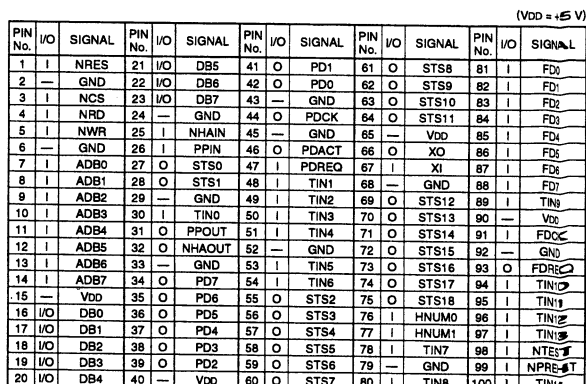 (VDD = +5 V)
PIN No. I/O SIGNAL PIN No. I/O SIGNAL PIN No. I/O SIGNAL PIN No. I/O SIGNAL PIN No. I/O SIGNAL
1 I NRES 21 I/O DB5 41 O PD1 61 O STS8 81 I FD0
2 — GND 22 I/O DB6 42 O PD0 62 O STS9 82 I FD1
3 I NCS 23 I/O DB7 43 — GND 63 O STS10 83 I FD2
4 I NRD 24 — GND 44 O PDCK 64 O STS11 84 I FD3
5 I NWR 25 I NHAIN 45 — GND 65 — VDD 85 I FD4
6 — GND 26 I PPIN 46 O PDACT 66 O XO 86 I FD5
7 I ADB0 27 O STS0 47 I PDREQ 67 I XI 87 I FD6
8 I ADB1 28 O STS1 48 I TIN1 68 — GND 88 I FD7
9 I ADB2 29 — GND 49 I TIN2 69 O STS12 89 I TIN9
10 I ADB3 30 I TIN0 50 I TIN3 70 O STS13 90 — VDD
11 I ADB4 31 O PPOUT 51 I TIN4 71 O STS14 91 I FDCK
12 I ADB5 32 O NHAOUT 52 — GND 72 O STS15 92 — GND
13 I ADB6 33 — GND 53 I TIN5 73 O STS16 93 O FDREQ
14 I ADB7 34 O PD7 54 I TIN6 74 O STS17 94 I TIN10
15 — VDD 35 O PD6 55 O STS2 75 O STS18 95 I TIN11
16 I/O DB0 36 O PD5 56 O STS3 76 I HNUM0 96 I TIN12
17 I/O DB1 37 O PD4 57 O STS4 77 I HNUM1 97 I TIN13
18 I/O DB2 38 O PD3 58 O STS5 78 I TIN7 98 I NTEST
19 I/O DB3 39 O PD2 59 O STS6 79 — GND 99 I
20 I/O DB4 40 — VDD 60 O STS7 80 I TIN8 100 I